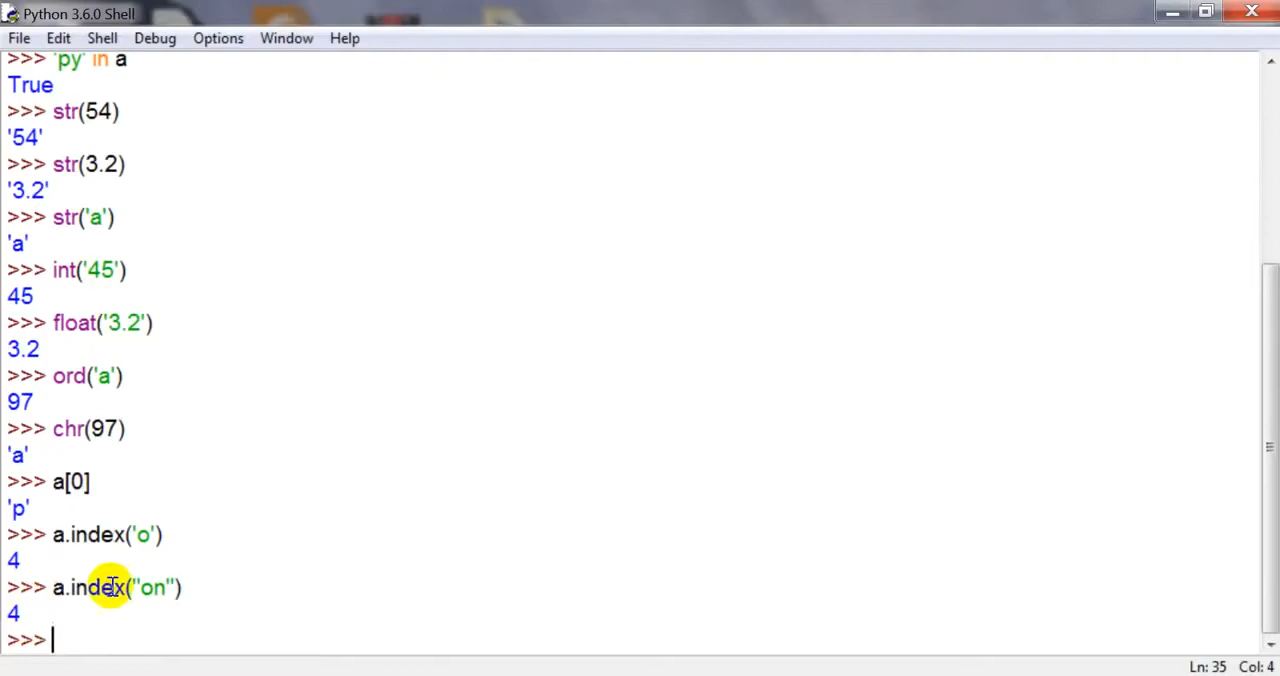 Python 3.6.0 Shell
File Edit Shell Debug Options Window Help
>>> 'py' in a
True
>>> str(54)
'54'
>>> str(3.2)
'3.2'
>>> str('a')
'a'
>>> int('45')
45
>>> float('3.2')
3.2
>>> ord('a')
97
>>> chr(97)
'a'
>>> a[0]
'p'
>>> a.index('o')
4
>>> a.index("on")
4
>>>
Ln: 35 Col: 4